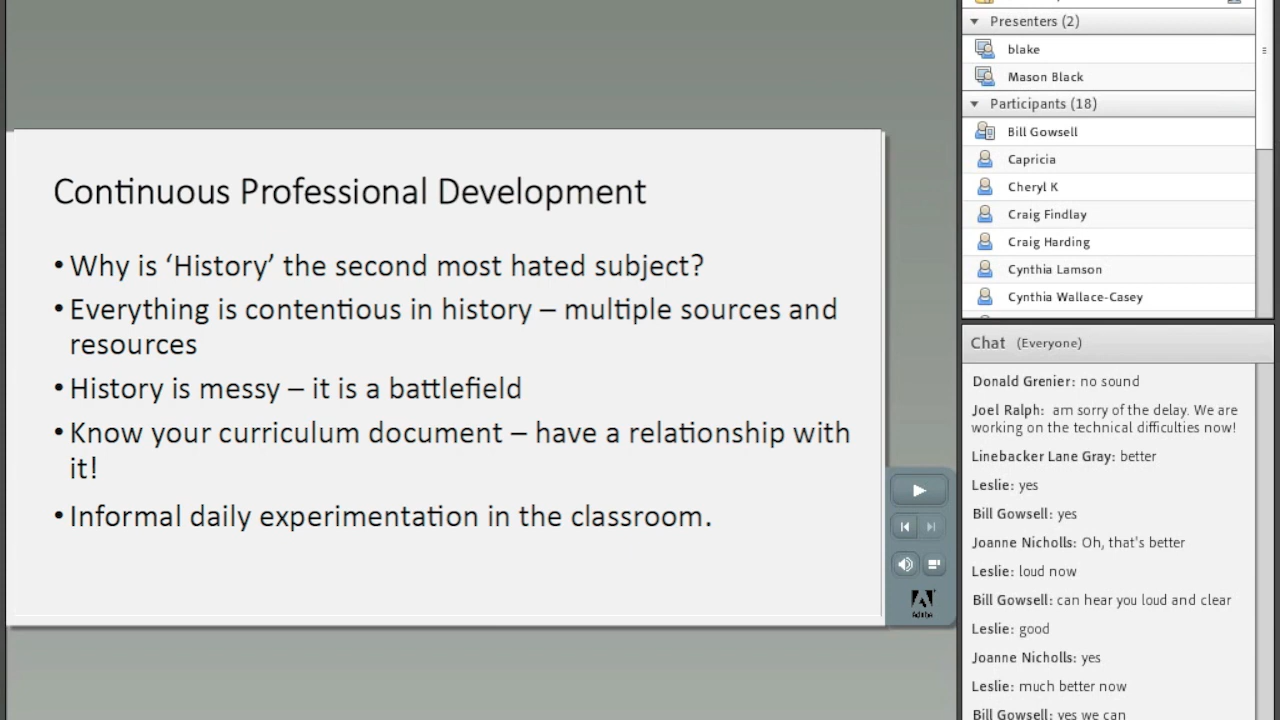 Continuous Professional Development
• Why is ‘History’ the second most hated subject?
• Everything is contentious in history – multiple sources and
resources
• History is messy – it is a battlefield
• Know your curriculum document – have a relationship with
it!
• Informal daily experimentation in the classroom.
Adobe
Presenters (2)
blake
Mason Black
Participants (18)
Bill Gowsell
Capricia
Cheryl K
Craig Findlay
Craig Harding
Cynthia Lamson
Cynthia Wallace-Casey
Chat (Everyone)
Donald Grenier: no sound
Joel Ralph: am sorry of the delay. We are
working on the technical difficulties now!
Linebacker Lane Gray: better
Leslie: yes
Bill Gowsell: yes
Joanne Nicholls: Oh, that's better
Leslie: loud now
Bill Gowsell: can hear you loud and clear
Leslie: good
Joanne Nicholls: yes
Leslie: much better now
Bill Gowsell: yes we can